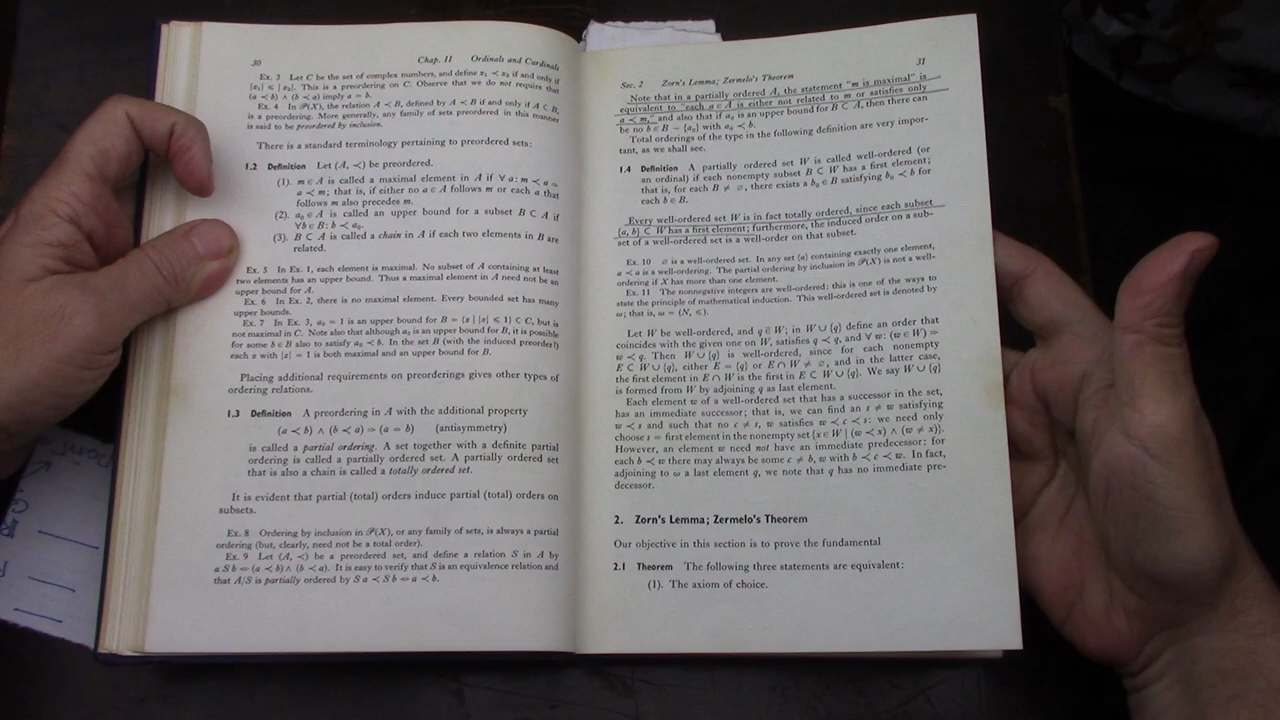 30 Chap. II Ordinals and Cardinals
Ex. 3 Let C be the set of complex numbers, and define z₁ ≺ z₂ if and only if
|z₁| ≤ |z₂|. This is a preordering on C. Observe that we do not require that
(a ≺ b) ∧ (b ≺ a) imply a = b.
Ex. 4 In 𝒫(X), the relation A ≺ B, defined by A ≺ B if and only if A ⊂ B,
is a preordering. More generally, any family of sets preordered in this manner
is said to be preordered by inclusion.
There is a standard terminology pertaining to preordered sets:
1.2 Definition Let (A, ≺) be preordered.
(1). m ∈ A is called a maximal element in A if ∀ a: m ≺ a ⇒
a ≺ m; that is, if either no a ∈ A follows m or each a that
follows m also precedes m.
(2). a₀ ∈ A is called an upper bound for a subset B ⊂ A if
∀b ∈ B: b ≺ a₀.
(3). B ⊂ A is called a chain in A if each two elements in B are
related.
Ex. 5 In Ex. 1, each element is maximal. No subset of A containing at least
two elements has an upper bound. Thus a maximal element in A need not be an
upper bound for A.
Ex. 6 In Ex. 2, there is no maximal element. Every bounded set has many
upper bounds.
Ex. 7 In Ex. 3, a₀ = 1 is an upper bound for B = {z | |z| ≤ 1} ⊂ C, but is
not maximal in C. Note also that although a₀ is an upper bound for B, it is possible
for some b ∈ B also to satisfy a₀ ≺ b. In the set B (with the induced preorder!)
each z with |z| = 1 is both maximal and an upper bound for B.
Placing additional requirements on preorderings gives other types of
ordering relations.
1.3 Definition A preordering in A with the additional property
(a ≺ b) ∧ (b ≺ a) ⇒ (a = b) (antisymmetry)
is called a partial ordering. A set together with a definite partial
ordering is called a partially ordered set. A partially ordered set
that is also a chain is called a totally ordered set.
It is evident that partial (total) orders induce partial (total) orders on
subsets.
Ex. 8 Ordering by inclusion in 𝒫(X), or any family of sets, is always a partial
ordering (but, clearly, need not be a total order).
Ex. 9 Let (A, ≺) be a preordered set, and define a relation S in A by
a S b ⇔ (a ≺ b) ∧ (b ≺ a). It is easy to verify that S is an equivalence relation and
that A/S is partially ordered by S a ≺ S b ⇔ a ≺ b.
Sec. 2 Zorn's Lemma; Zermelo's Theorem 31
Note that in a partially ordered A, the statement "m is maximal" is
equivalent to "each a ∈ A is either not related to m or satisfies only
a ≺ m," and also that if a₀ is an upper bound for B ⊂ A, then there can
be no b ∈ B − {a₀} with a₀ ≺ b.
Total orderings of the type in the following definition are very impor-
tant, as we shall see.
1.4 Definition A partially ordered set W is called well-ordered (or
an ordinal) if each nonempty subset B ⊂ W has a first element;
that is, for each B ≠ ∅, there exists a b₀ ∈ B satisfying b₀ ≺ b for
each b ∈ B.
Every well-ordered set W is in fact totally ordered, since each subset
{a, b} ⊂ W has a first element; furthermore, the induced order on a sub-
set of a well-ordered set is a well-order on that subset.
Ex. 10 ∅ is a well-ordered set. In any set {a} containing exactly one element,
a ≺ a is a well-ordering. The partial ordering by inclusion in 𝒫(X) is not a well-
ordering if X has more than one element.
Ex. 11 The nonnegative integers are well-ordered; this is one of the ways to
state the principle of mathematical induction. This well-ordered set is denoted by
ω; that is, ω = (N, ≤).
Let W be well-ordered, and q ∉ W; in W ∪ {q} define an order that
coincides with the given one on W, satisfies q ≺ q, and ∀ w: (w ∈ W) ⇒
w ≺ q. Then W ∪ {q} is well-ordered, since for each nonempty
E ⊂ W ∪ {q}, either E = {q} or E ∩ W ≠ ∅, and in the latter case,
the first element in E ∩ W is the first in E ⊂ W ∪ {q}. We say W ∪ {q}
is formed from W by adjoining q as last element.
Each element w of a well-ordered set that has a successor in the set,
has an immediate successor; that is, we can find an s ≠ w satisfying
w ≺ s and such that no c ≠ s, w satisfies w ≺ c ≺ s: we need only
choose s = first element in the nonempty set {x ∈ W | (w ≺ x) ∧ (w ≠ x)}.
However, an element w need not have an immediate predecessor: for
each b ≺ w there may always be some c ≠ b, w with b ≺ c ≺ w. In fact,
adjoining to ω a last element q, we note that q has no immediate pre-
decessor.
2. Zorn's Lemma; Zermelo's Theorem
Our objective in this section is to prove the fundamental
2.1 Theorem The following three statements are equivalent:
(1). The axiom of choice.